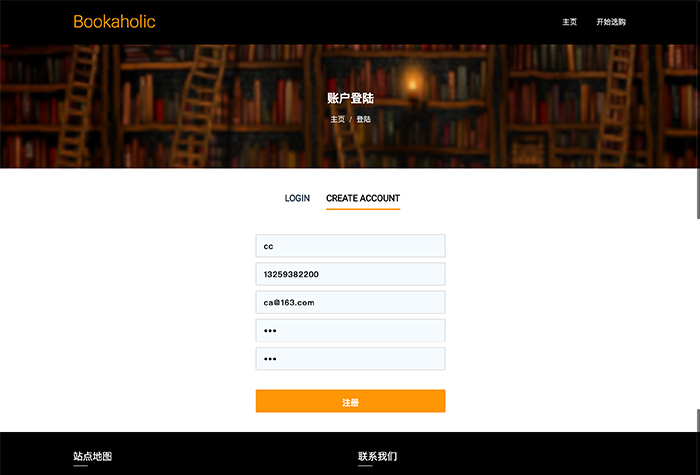 Bookaholic
主页 开始选购
账户登陆
主页 / 登陆
LOGIN CREATE ACCOUNT
cc
13259382200
ca@163.com
•••
•••
注册
站点地图 联系我们